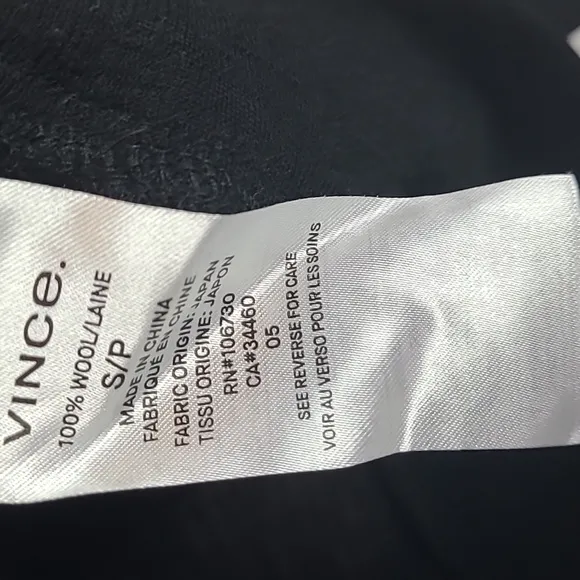 VINCE.
100% WOOL/LAINE
S/P
MADE IN CHINA
FABRIQUÉ EN CHINE
FABRIC ORIGIN: JAPAN
TISSU ORIGINE: JAPON
RN#106730
CA#34460
05
SEE REVERSE FOR CARE
VOIR AU VERSO POUR LES SOINS